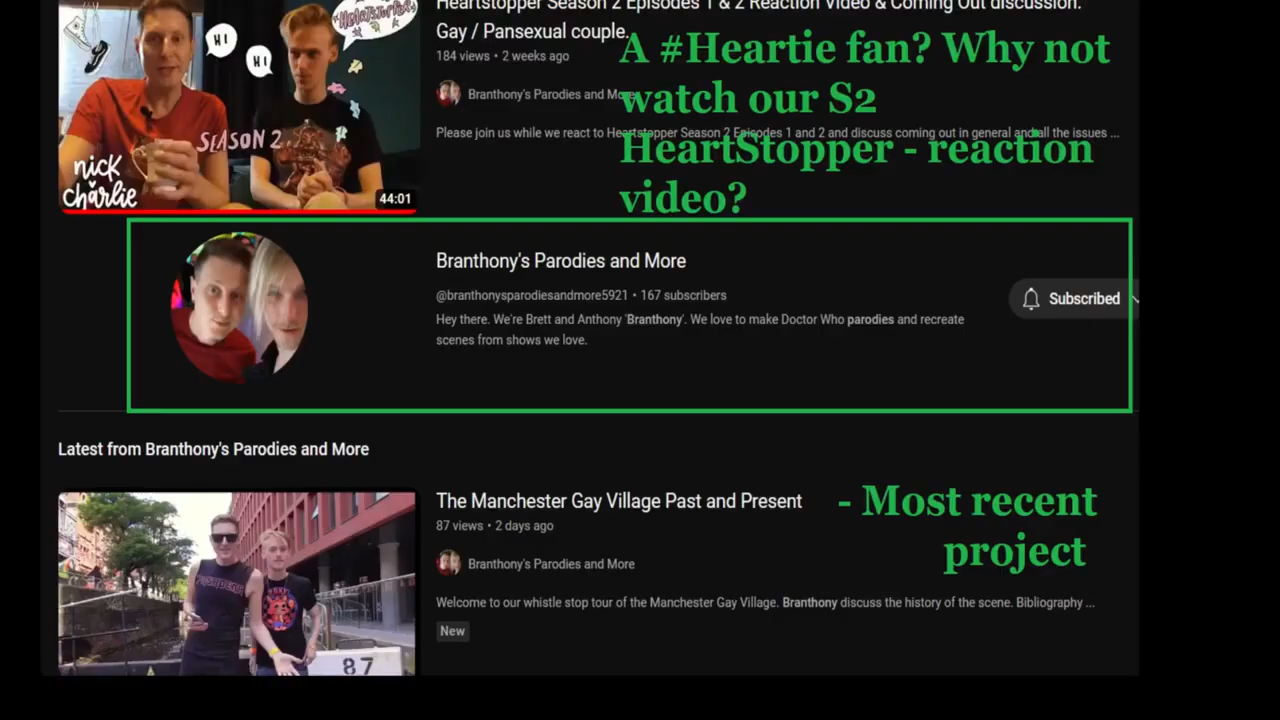 Heartstopper Season 2 Episodes 1 & 2 Reaction Video & Coming Out discussion.
Gay / Pansexual couple.
184 views • 2 weeks ago
Branthony's Parodies and More
Please join us while we react to Heartstopper Season 2 Episodes 1 and 2 and discuss coming out in general and all the issues ...
A #Heartie fan? Why not
watch our S2
HeartStopper - reaction
video?
HEARTSTOPPER
HI
HI
SEASON 2
nick
charlie
44:01
Branthony's Parodies and More
@branthonysparodiesandmore5921 • 167 subscribers
Hey there. We're Brett and Anthony 'Branthony'. We love to make Doctor Who parodies and recreate
scenes from shows we love.
Subscribed
Latest from Branthony's Parodies and More
The Manchester Gay Village Past and Present
87 views • 2 days ago
Branthony's Parodies and More
Welcome to our whistle stop tour of the Manchester Gay Village. Branthony discuss the history of the scene. Bibliography ...
New
- Most recent
project
87